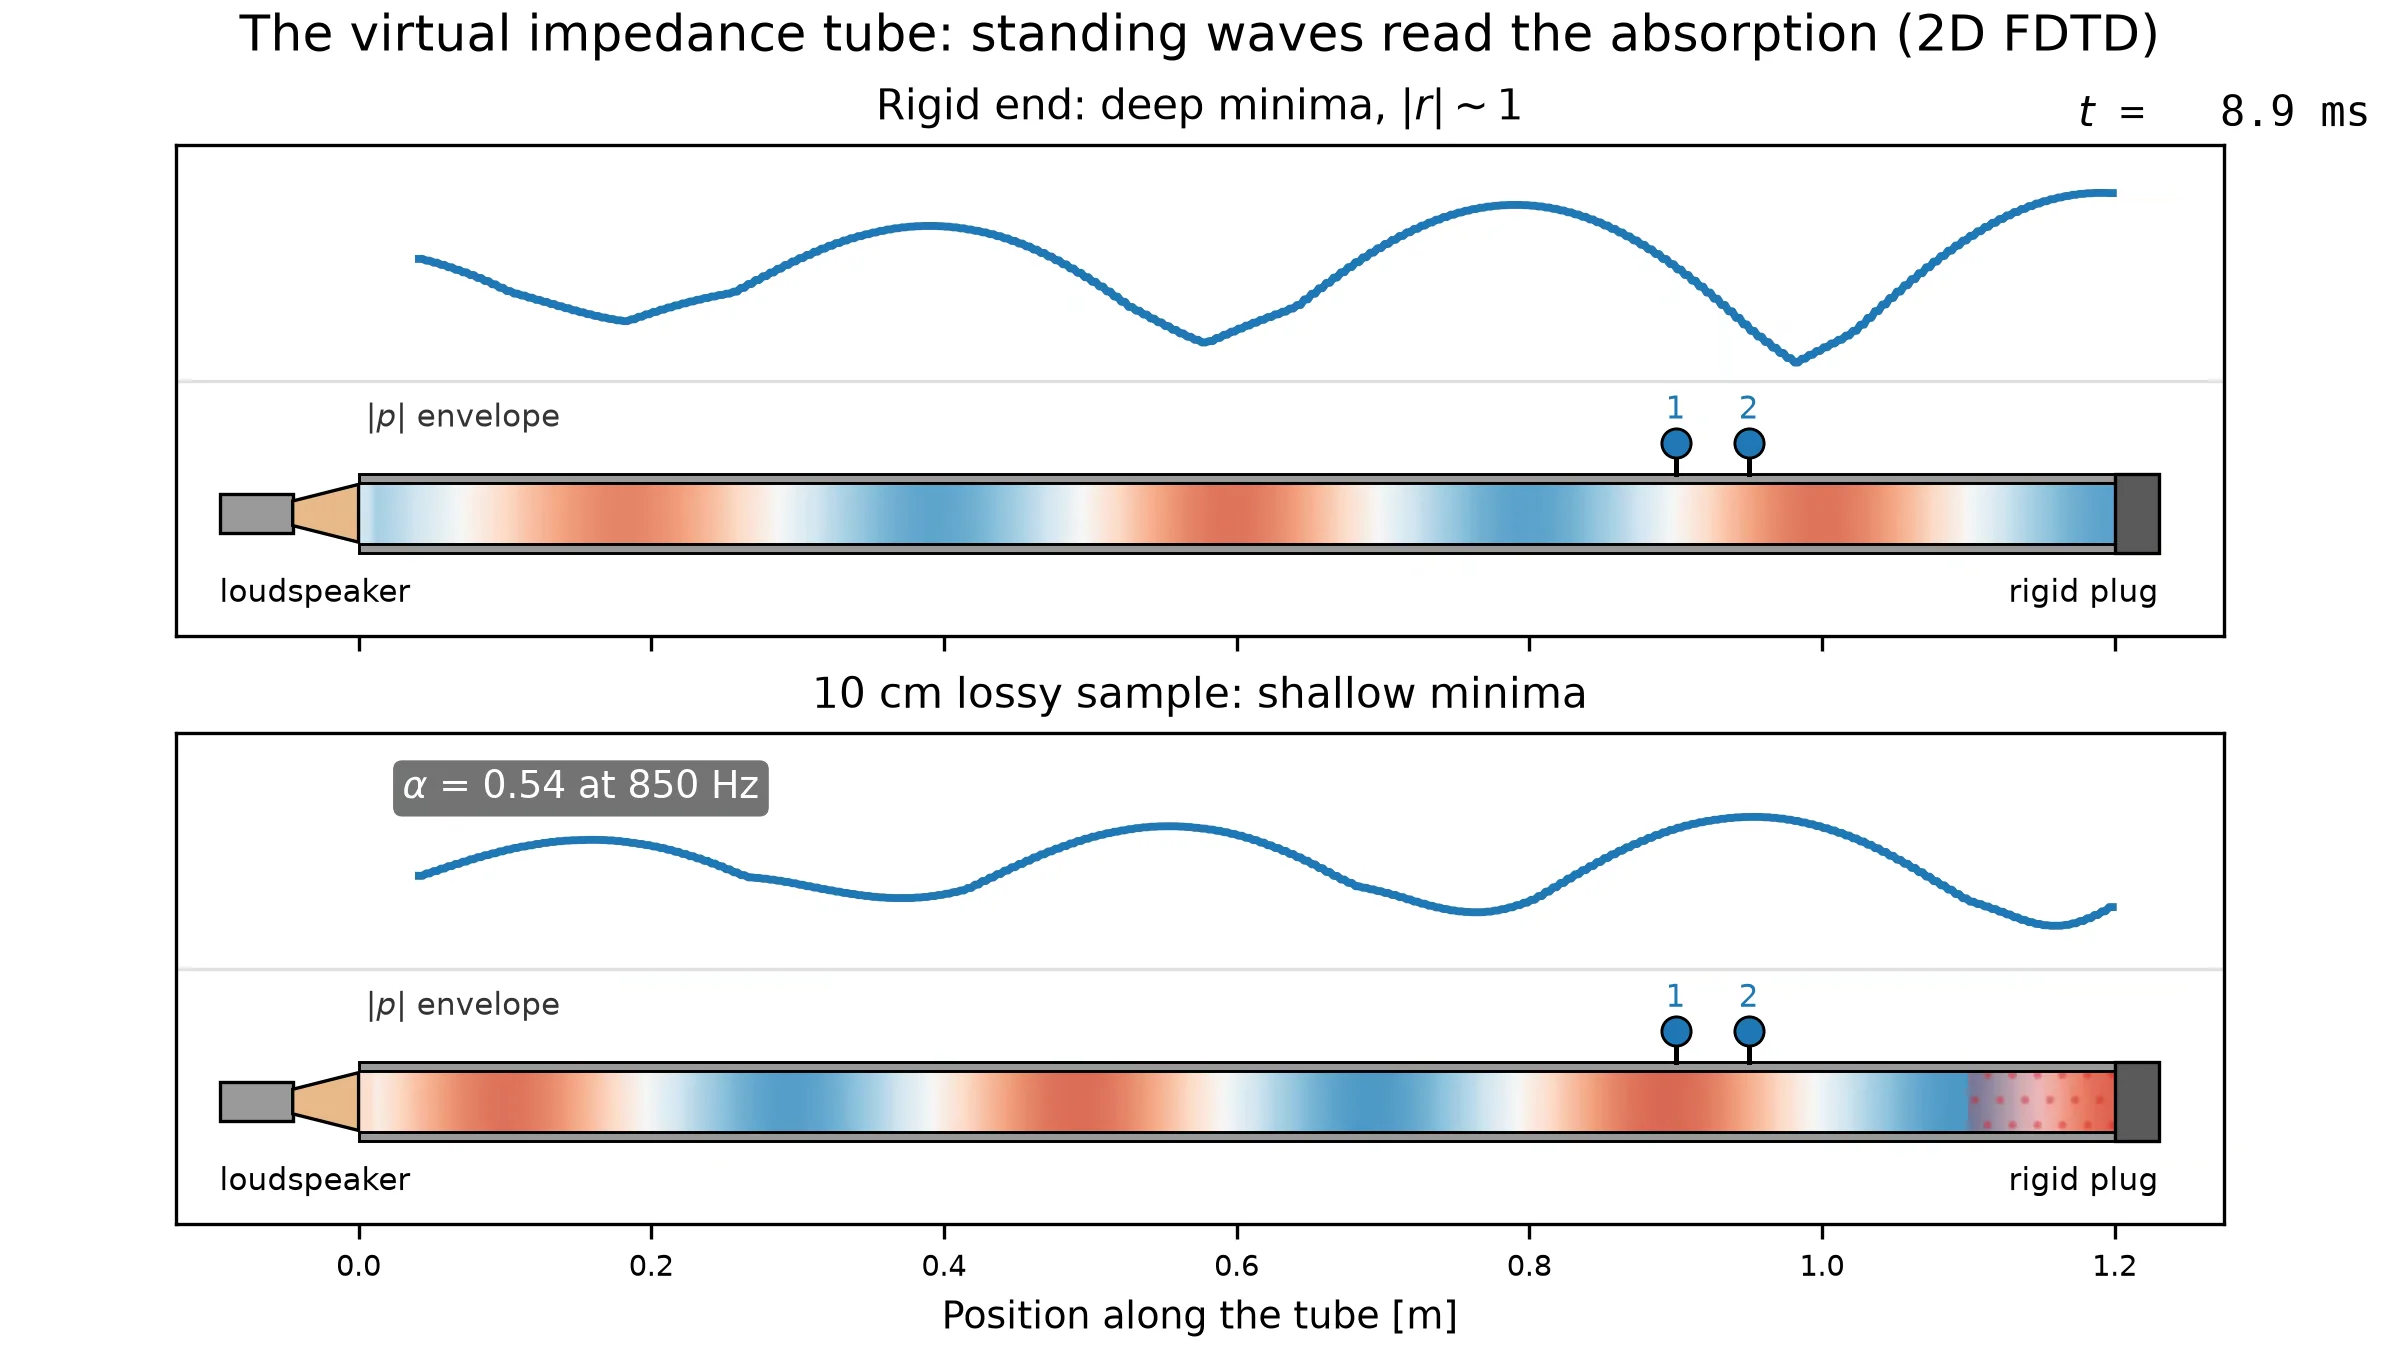 The virtual impedance tube: standing waves read the absorption (2D FDTD)
Rigid end: deep minima, |r| ~ 1
t = 8.9 ms
|p| envelope
1 2
loudspeaker
rigid plug
10 cm lossy sample: shallow minima
α = 0.54 at 850 Hz
|p| envelope
1 2
loudspeaker
rigid plug
0.0 0.2 0.4 0.6 0.8 1.0 1.2
Position along the tube [m]